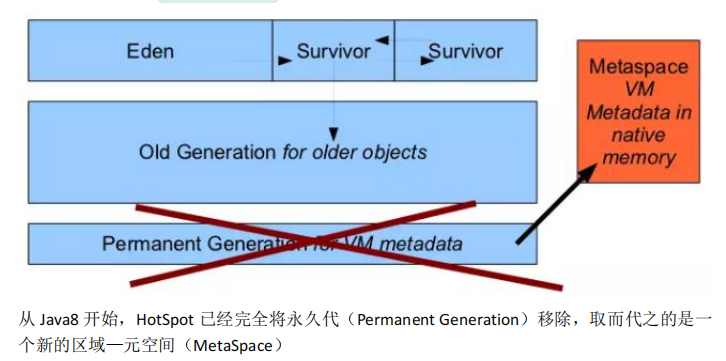 Eden
Survivor
Survivor
Metaspace
VM
Metadata in
native
memory
Old Generation for older objects
Permanent Generation for VM metadata
从 Java8 开始，HotSpot 已经完全将永久代（Permanent Generation）移除，取而代之的是一
个新的区域—元空间（MetaSpace）